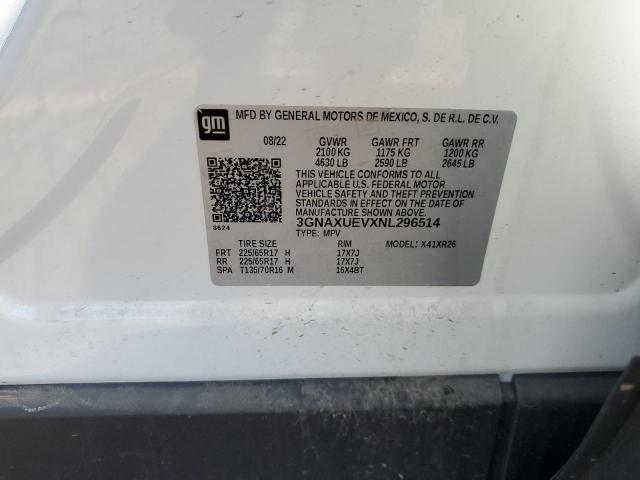 gm
MFD BY GENERAL MOTORS DE MEXICO, S. DE R.L. DE C.V.
08/22 GVWR GAWR FRT GAWR RR
2100 KG 1175 KG 1200 KG
4630 LB 2590 LB 2645 LB
THIS VEHICLE CONFORMS TO ALL
APPLICABLE U.S. FEDERAL MOTOR
VEHICLE SAFETY AND THEFT PREVENTION
STANDARDS IN EFFECT ON THE DATE OF
MANUFACTURE SHOWN ABOVE.
8624 3GNAXUEVXNL296514
TYPE: MPV MODEL: X41XR26
TIRE SIZE RIM
FRT 225/65R17 H 17X7J
RR 225/65R17 H 17X7J
SPA T135/70R16 M 16X4BT